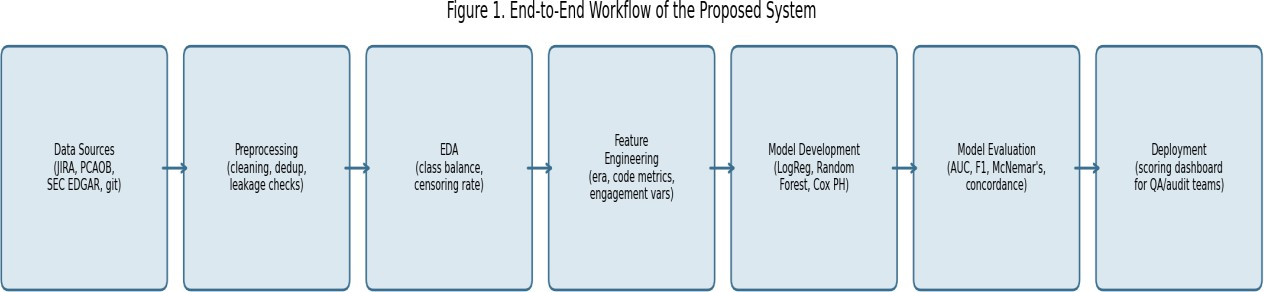 Figure 1. End-to-End Workflow of the Proposed System
Data Sources
(JIRA, PCAOB,
SEC EDGAR, git)
Preprocessing
(cleaning, dedup,
leakage checks)
EDA
(class balance,
censoring rate)
Feature
Engineering
(era, code metrics,
engagement vars)
Model Development
(LogReg, Random
Forest, Cox PH)
Model Evaluation
(AUC, F1, McNemar's,
concordance)
Deployment
(scoring dashboard
for QA/audit teams)